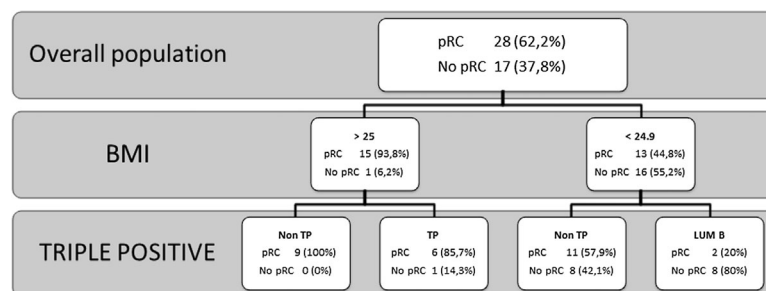 Overall population
pRC 28 (62,2%)
No pRC 17 (37,8%)
BMI
> 25
pRC 15 (93,8%)
No pRC 1 (6,2%)
< 24.9
pRC 13 (44,8%)
No pRC 16 (55,2%)
TRIPLE POSITIVE
Non TP
pRC 9 (100%)
No pRC 0 (0%)
TP
pRC 6 (85,7%)
No pRC 1 (14,3%)
Non TP
pRC 11 (57,9%)
No pRC 8 (42,1%)
LUM B
pRC 2 (20%)
No pRC 8 (80%)